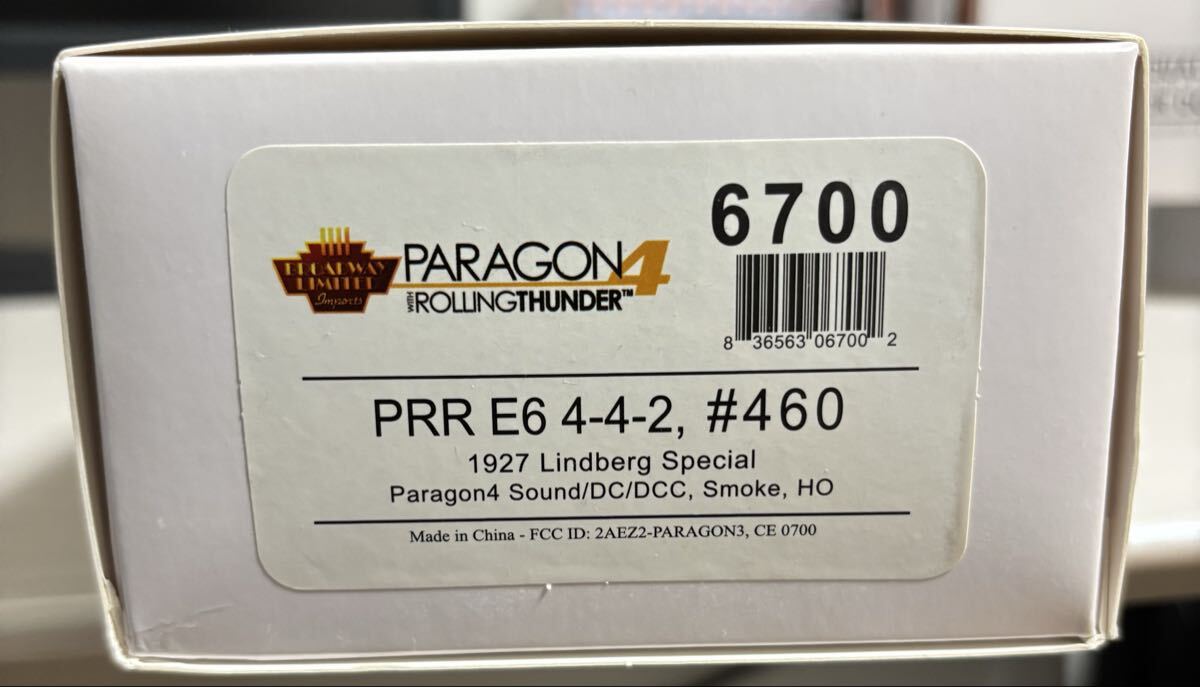 6700
BROADWAY
LIMITED
Imports
PARAGON4
WITH ROLLINGTHUNDER™
8 36563 06700 2
PRR E6 4-4-2, #460
1927 Lindberg Special
Paragon4 Sound/DC/DCC, Smoke, HO
Made in China - FCC ID: 2AEZ2-PARAGON3, CE 0700